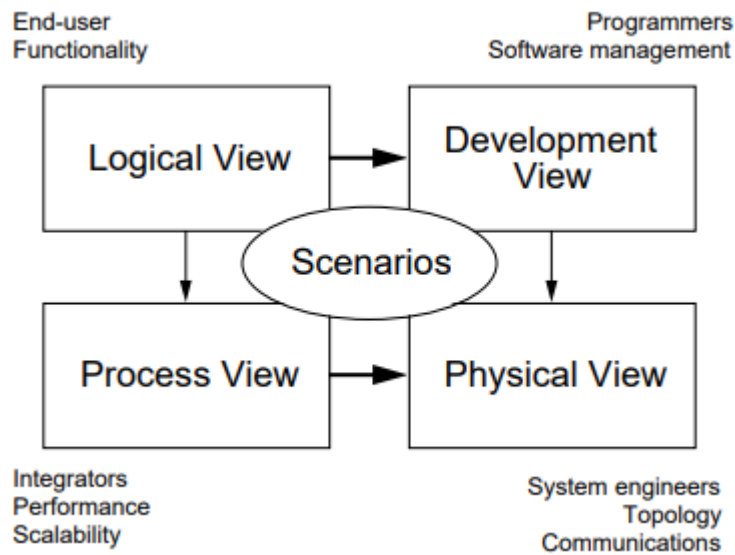 End-user
Functionality
Programmers
Software management
Logical View
Development
View
Scenarios
Process View
Physical View
Integrators
Performance
Scalability
System engineers
Topology
Communications